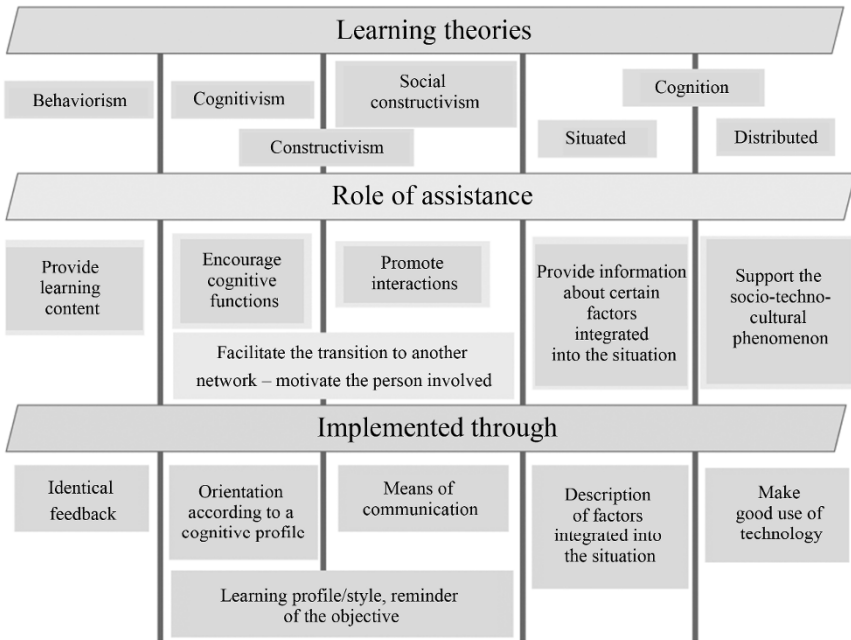 Learning theories
Behaviorism
Cognitivism
Constructivism
Social
constructivism
Cognition
Situated
Distributed
Role of assistance
Provide
learning
content
Encourage
cognitive
functions
Promote
interactions
Facilitate the transition to another
network – motivate the person involved
Provide information
about certain
factors
integrated
into the situation
Support the
socio-techno-
cultural
phenomenon
Implemented through
Identical
feedback
Orientation
according to a
cognitive profile
Means of
communication
Learning profile/style, reminder
of the objective
Description
of factors
integrated into
the situation
Make
good use of
technology